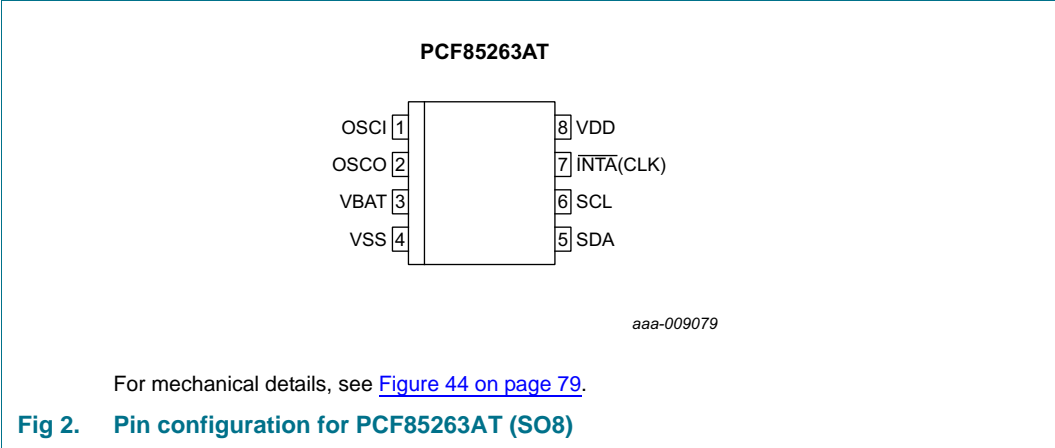 PCF85263AT
OSCI 1 8 VDD
OSCO 2 7 INTA(CLK)
VBAT 3 6 SCL
VSS 4 5 SDA
aaa-009079
For mechanical details, see Figure 44 on page 79.
Fig 2. Pin configuration for PCF85263AT (SO8)